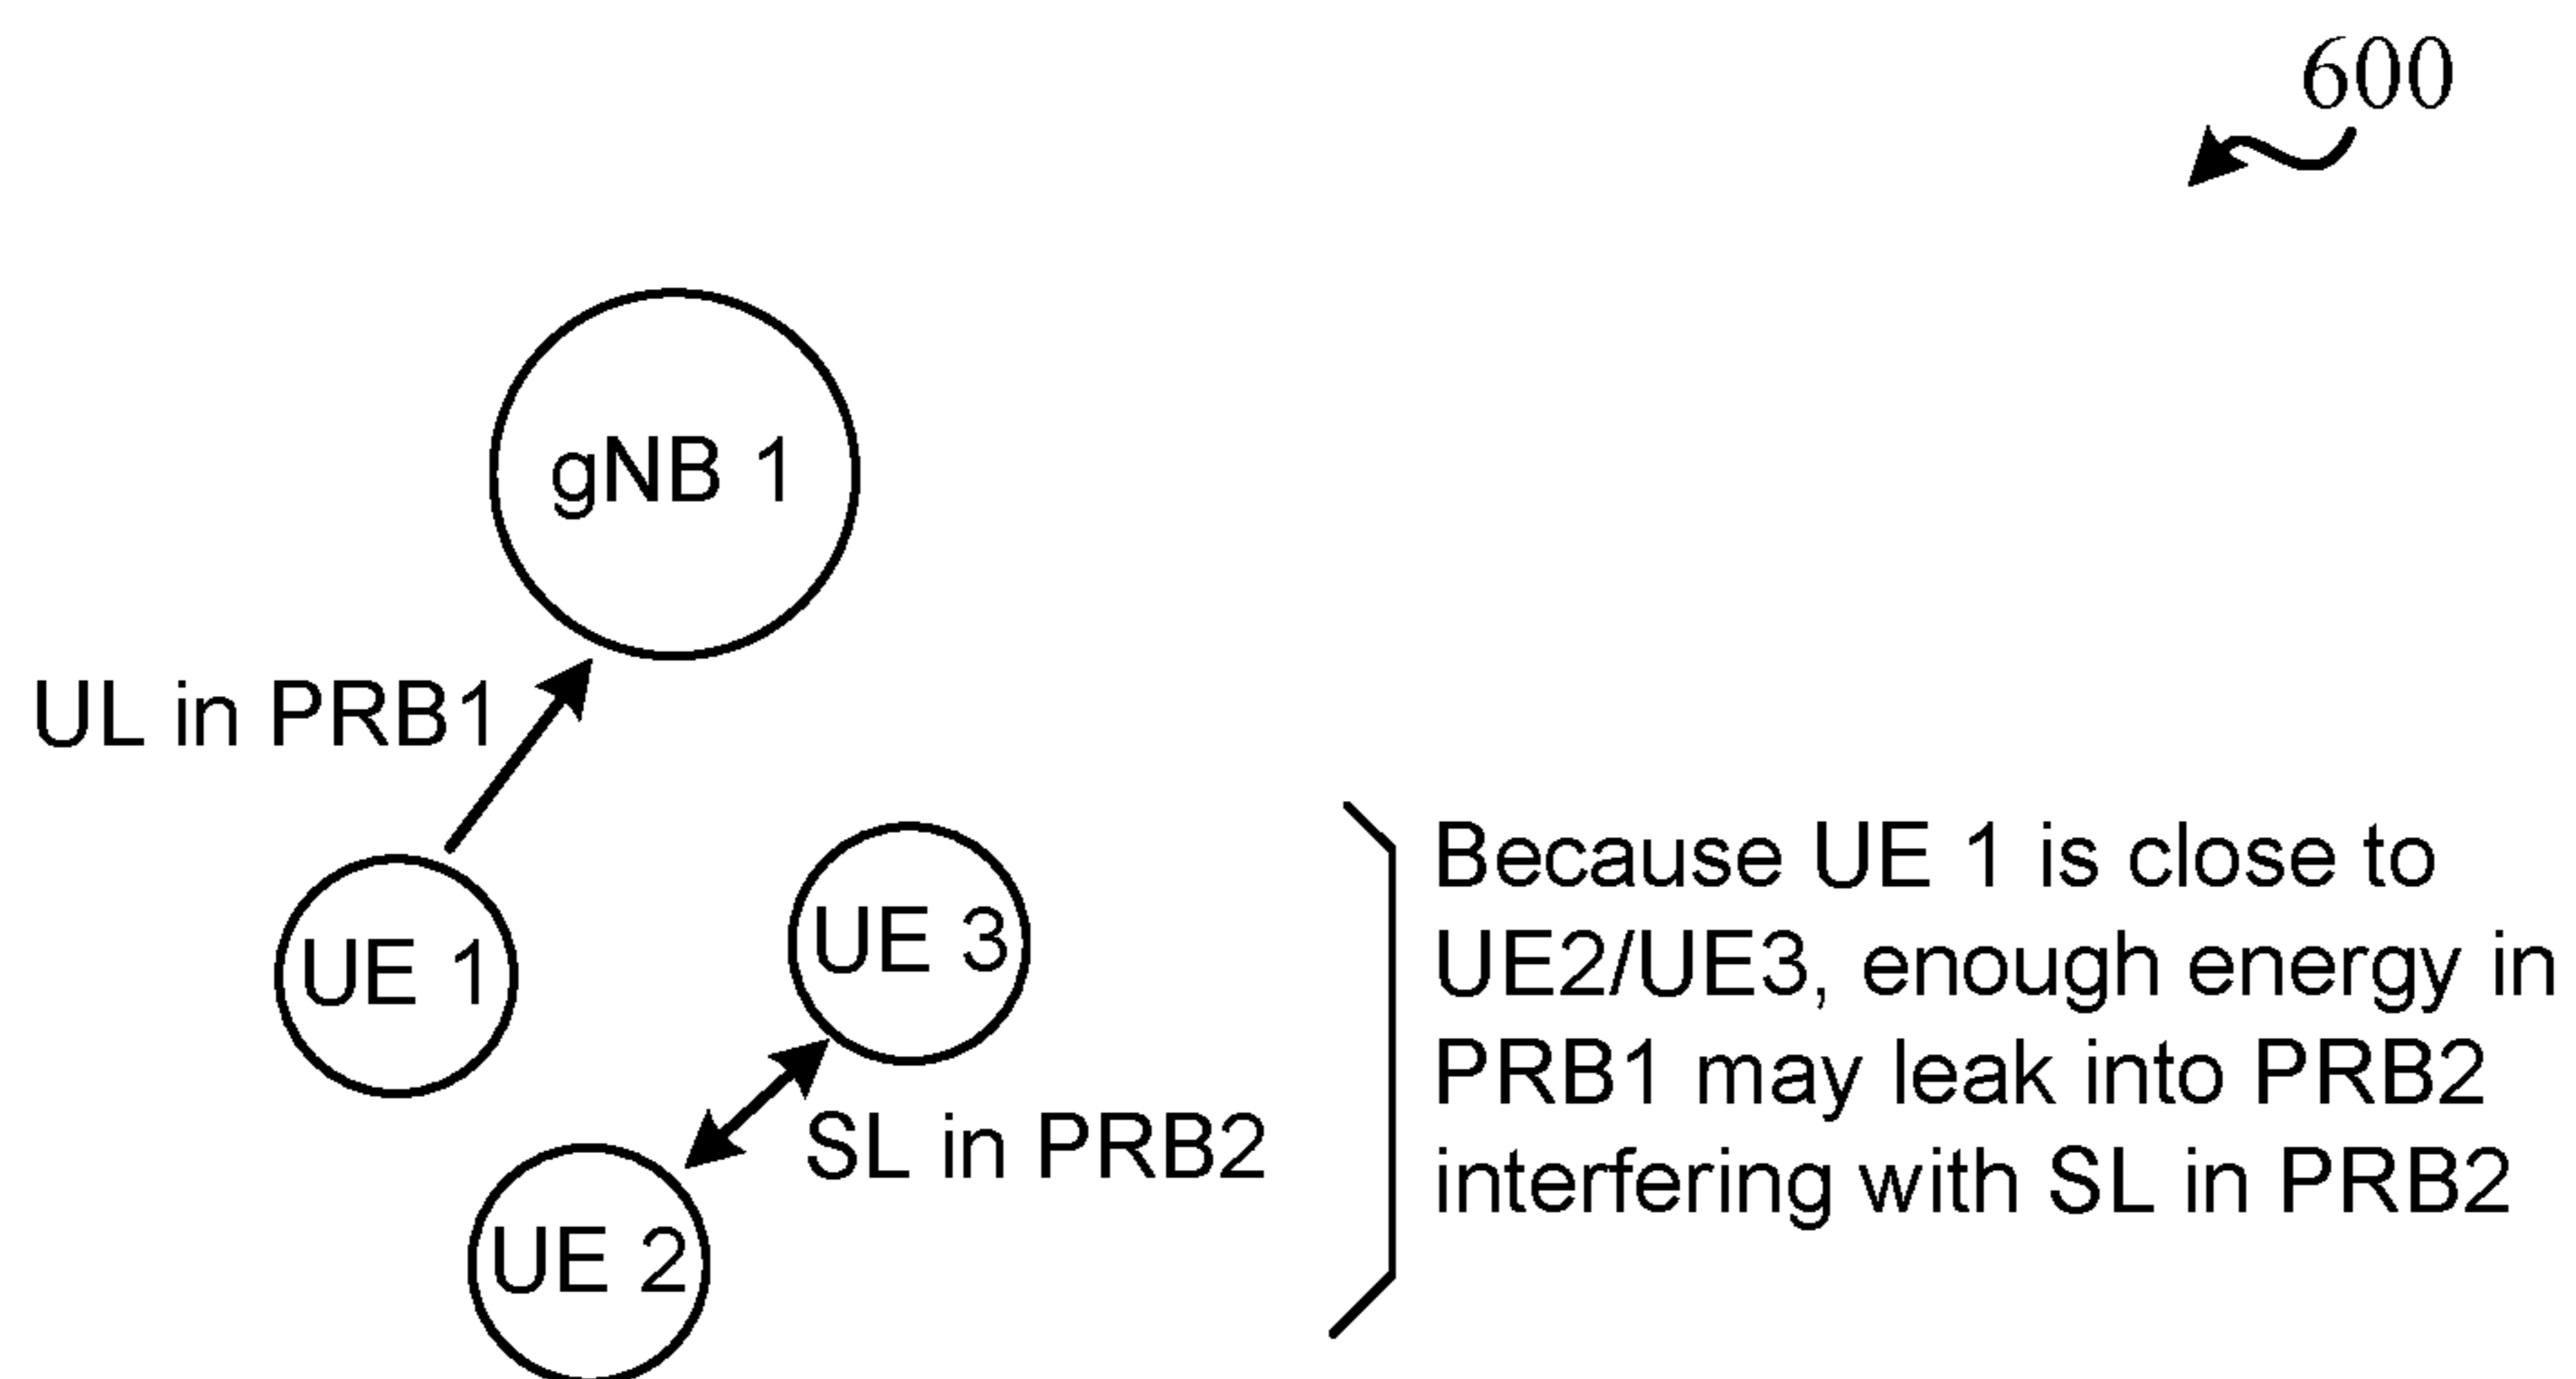 600
gNB 1
UL in PRB1
UE 1
UE 3
SL in PRB2
UE 2
Because UE 1 is close to
UE2/UE3, enough energy in
PRB1 may leak into PRB2
interfering with SL in PRB2